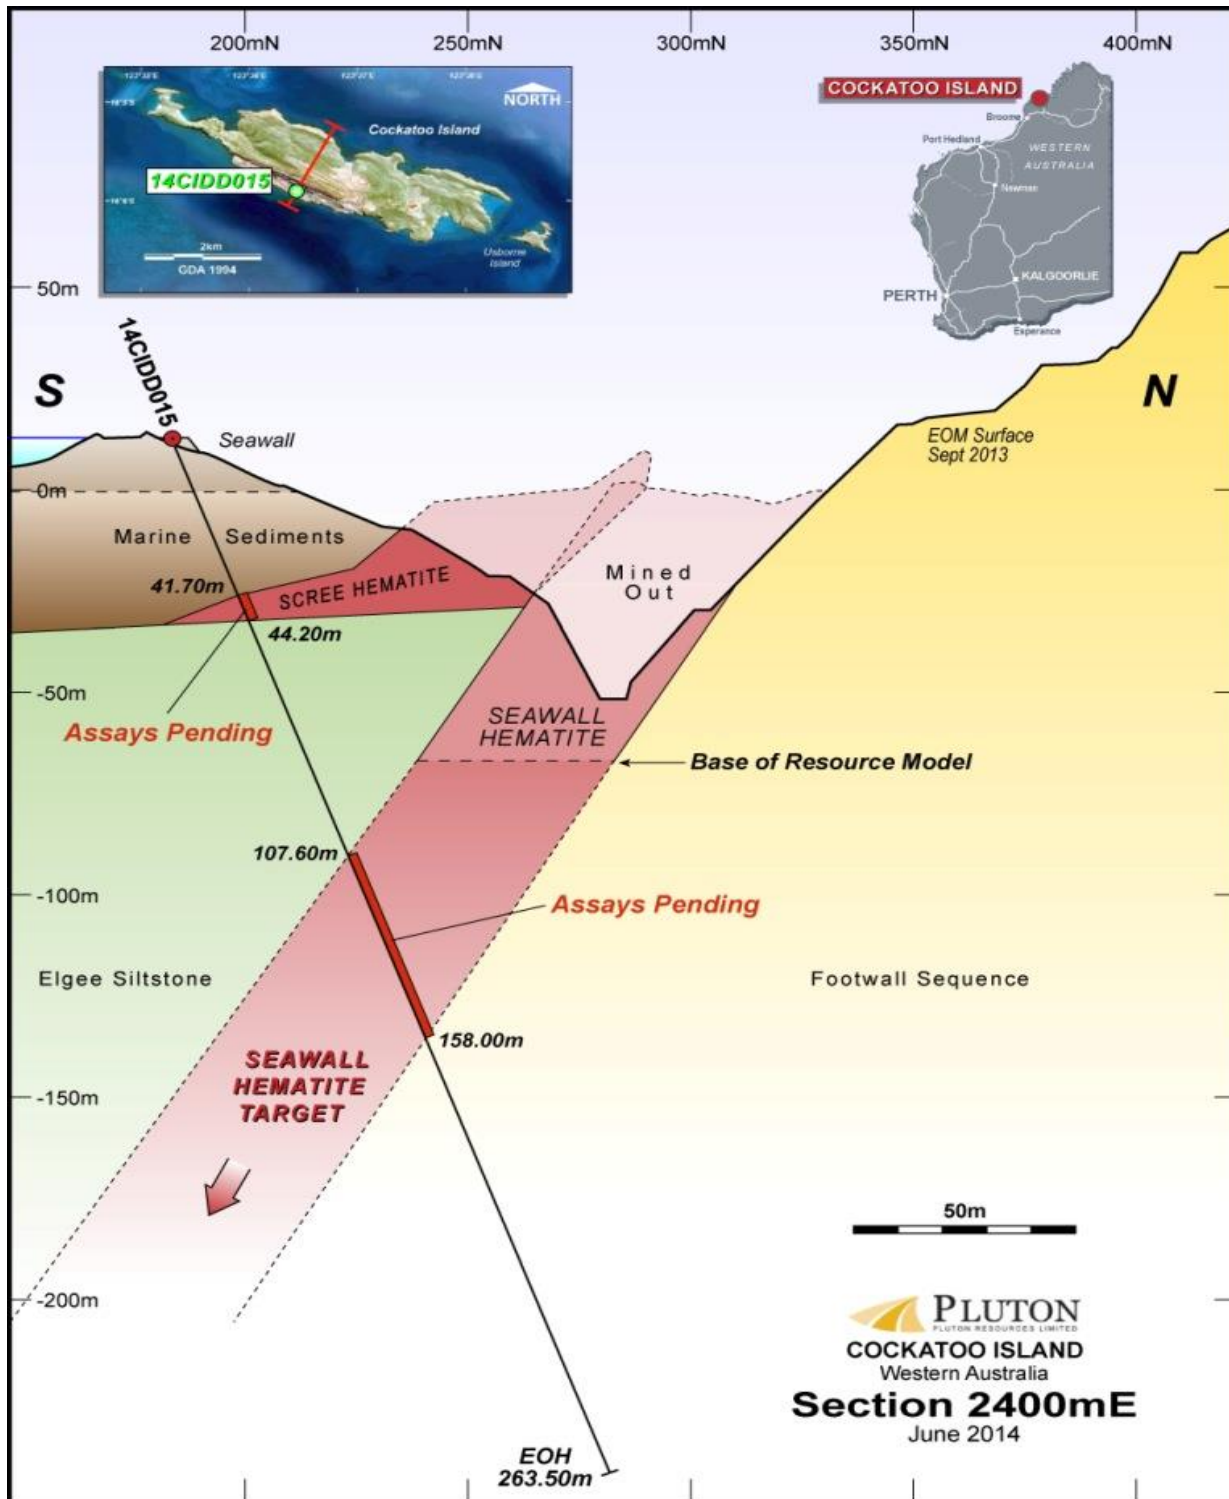 200mN
250mN
300mN
350mN
400mN
NORTH
Cockatoo Island
14CIDD015
2km
GDA 1994
Usborne
Island
COCKATOO ISLAND
Broome
Port Hedland
WESTERN
AUSTRALIA
Newman
KALGOORLIE
PERTH
Esperance
50m
14CIDD015
S
N
Seawall
EOM Surface
Sept 2013
0m
Marine Sediments
Mined
Out
41.70m
SCREE HEMATITE
44.20m
-50m
Assays Pending
SEAWALL
HEMATITE
Base of Resource Model
107.60m
-100m
Assays Pending
Elgee Siltstone
Footwall Sequence
158.00m
SEAWALL
HEMATITE
TARGET
-150m
50m
-200m
PLUTON
PLUTON RESOURCES LIMITED
COCKATOO ISLAND
Western Australia
Section 2400mE
June 2014
EOH
263.50m